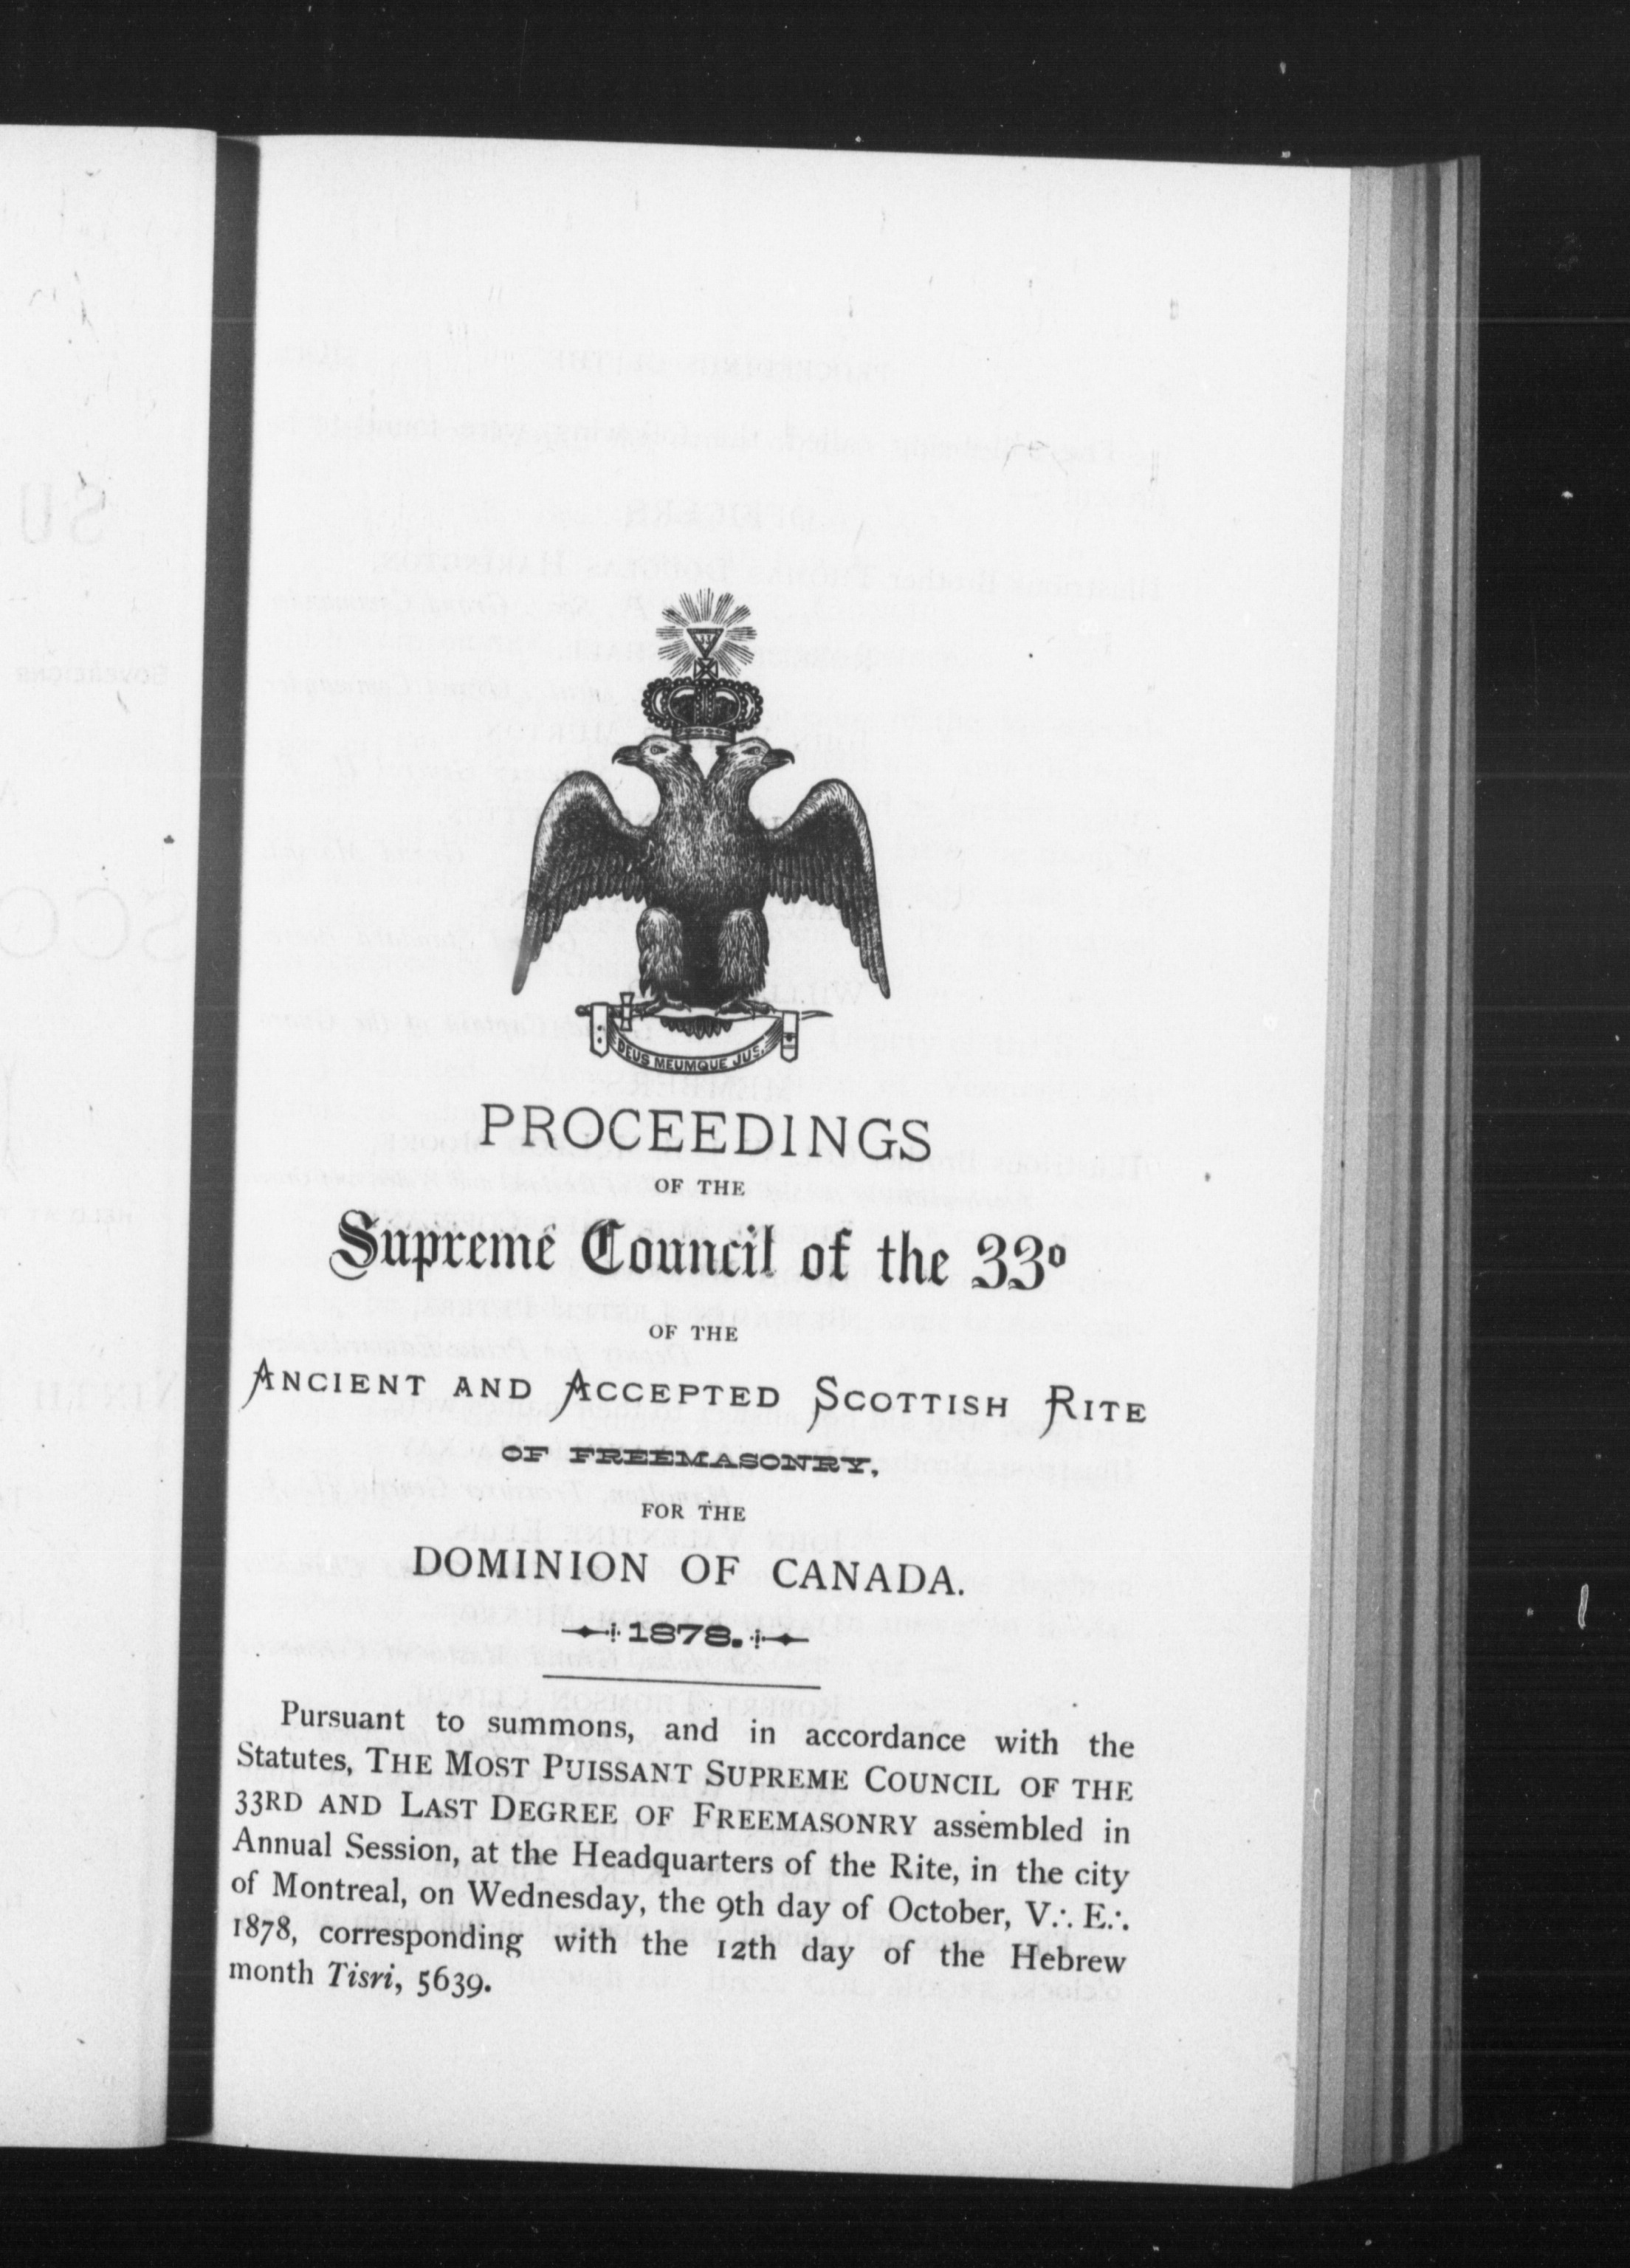 33
DEUS MEUMQUE JUS.
PROCEEDINGS
OF THE
Supreme Council of the 33º
OF THE
ANCIENT AND ACCEPTED SCOTTISH RITE
OF FREEMASONRY,
FOR THE
DOMINION OF CANADA.
1878.
Pursuant to summons, and in accordance with the
Statutes, THE MOST PUISSANT SUPREME COUNCIL OF THE
33RD AND LAST DEGREE OF FREEMASONRY assembled in
Annual Session, at the Headquarters of the Rite, in the city
of Montreal, on Wednesday, the 9th day of October, V.∴ E.∴
1878, corresponding with the 12th day of the Hebrew
month Tisri, 5639.